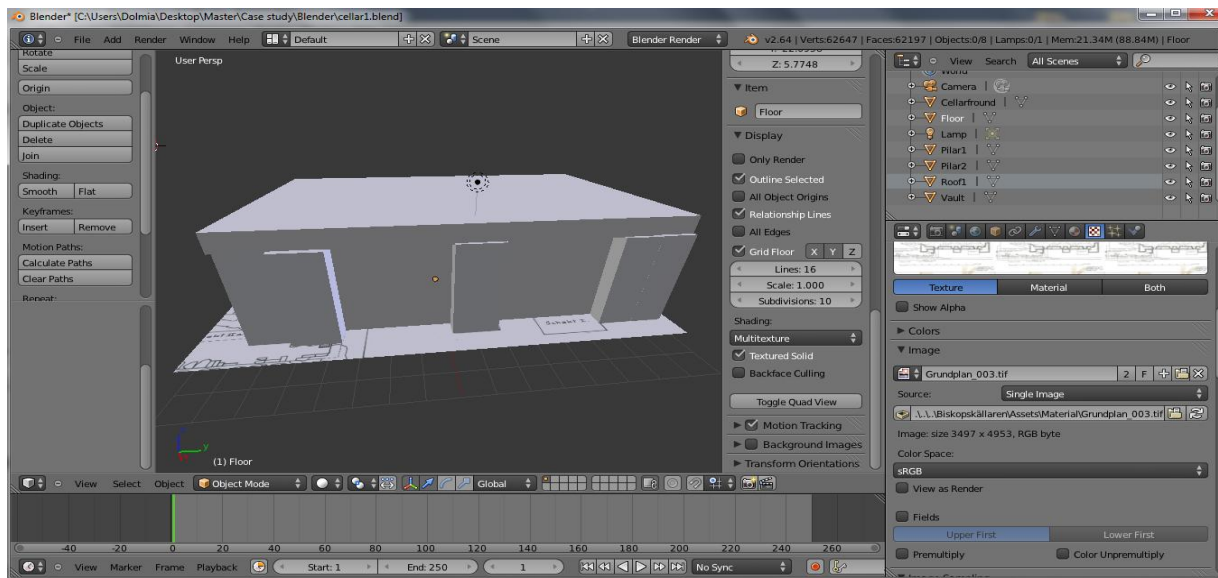 Blender* [C:\Users\Dolmia\Desktop\Master\Case study\Blender\cellar1.blend]
File Add Render Window Help Default Scene Blender Render v2.64 | Verts:62647 | Faces:62197 | Objects:0/8 | Lamps:0/1 | Mem:21.34M (88.84M) | Floor
Rotate
Scale
Origin
Object:
Duplicate Objects
Delete
Join
Shading:
Smooth Flat
Keyframes:
Insert Remove
Motion Paths:
Calculate Paths
Clear Paths
Repeat:
User Persp
(1) Floor
Z: 5.7748
Item
Floor
Display
Only Render
Outline Selected
All Object Origins
Relationship Lines
All Edges
Grid Floor X Y Z
Lines: 16
Scale: 1.000
Subdivisions: 10
Shading:
Multitexture
Textured Solid
Backface Culling
Toggle Quad View
Motion Tracking
Background Images
Transform Orientations
View Search All Scenes
World
Camera
Cellarfround
Floor
Lamp
Pilar1
Pilar2
Roof1
Vault
Texture Material Both
Show Alpha
Colors
Image
Grundplan_003.tif 2 F
Source: Single Image
.\..\..\Biskopskällaren\Assets\Material\Grundplan_003.tif
Image: size 3497 x 4953, RGB byte
Color Space:
sRGB
View as Render
Fields
Upper First Lower First
Premultiply Color Unpremultiply
View Select Object Object Mode Global
-40 -20 0 20 40 60 80 100 120 140 160 180 200 220 240 260
View Marker Frame Playback Start: 1 End: 250 1 No Sync